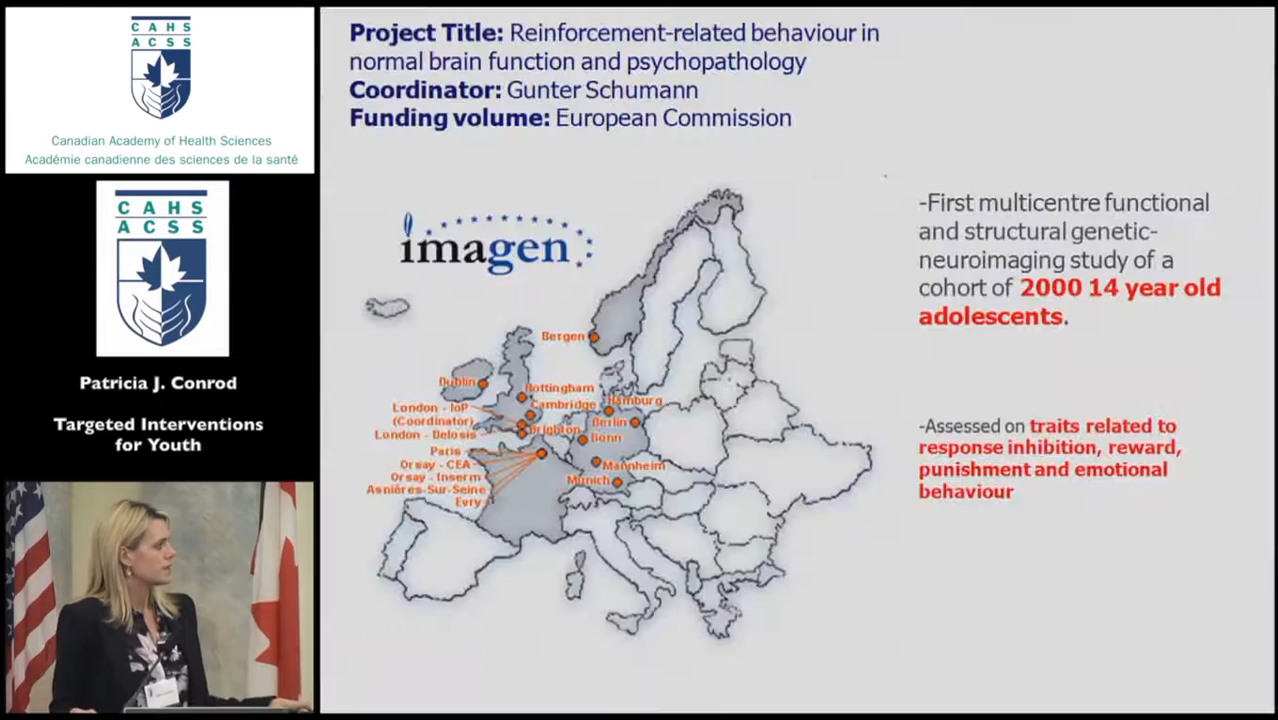 CAHS
ACSS
Canadian Academy of Health Sciences
Académie canadienne des sciences de la santé
CAHS
ACSS
Patricia J. Conrod
Targeted Interventions
for Youth
Project Title: Reinforcement-related behaviour in
normal brain function and psychopathology
Coordinator: Gunter Schumann
Funding volume: European Commission
imagen
Bergen
Dublin
Nottingham
London - IoP
(Coordinator)
Cambridge
Hamburg
London - Delosis
Brighton
Berlin
Bonn
Paris
Orsay - CEA
Orsay - Inserm
Asnières-Sur-Seine
Evry
Mannheim
Munich
-First multicentre functional
and structural genetic-
neuroimaging study of a
cohort of 2000 14 year old
adolescents.
-Assessed on traits related to
response inhibition, reward,
punishment and emotional
behaviour